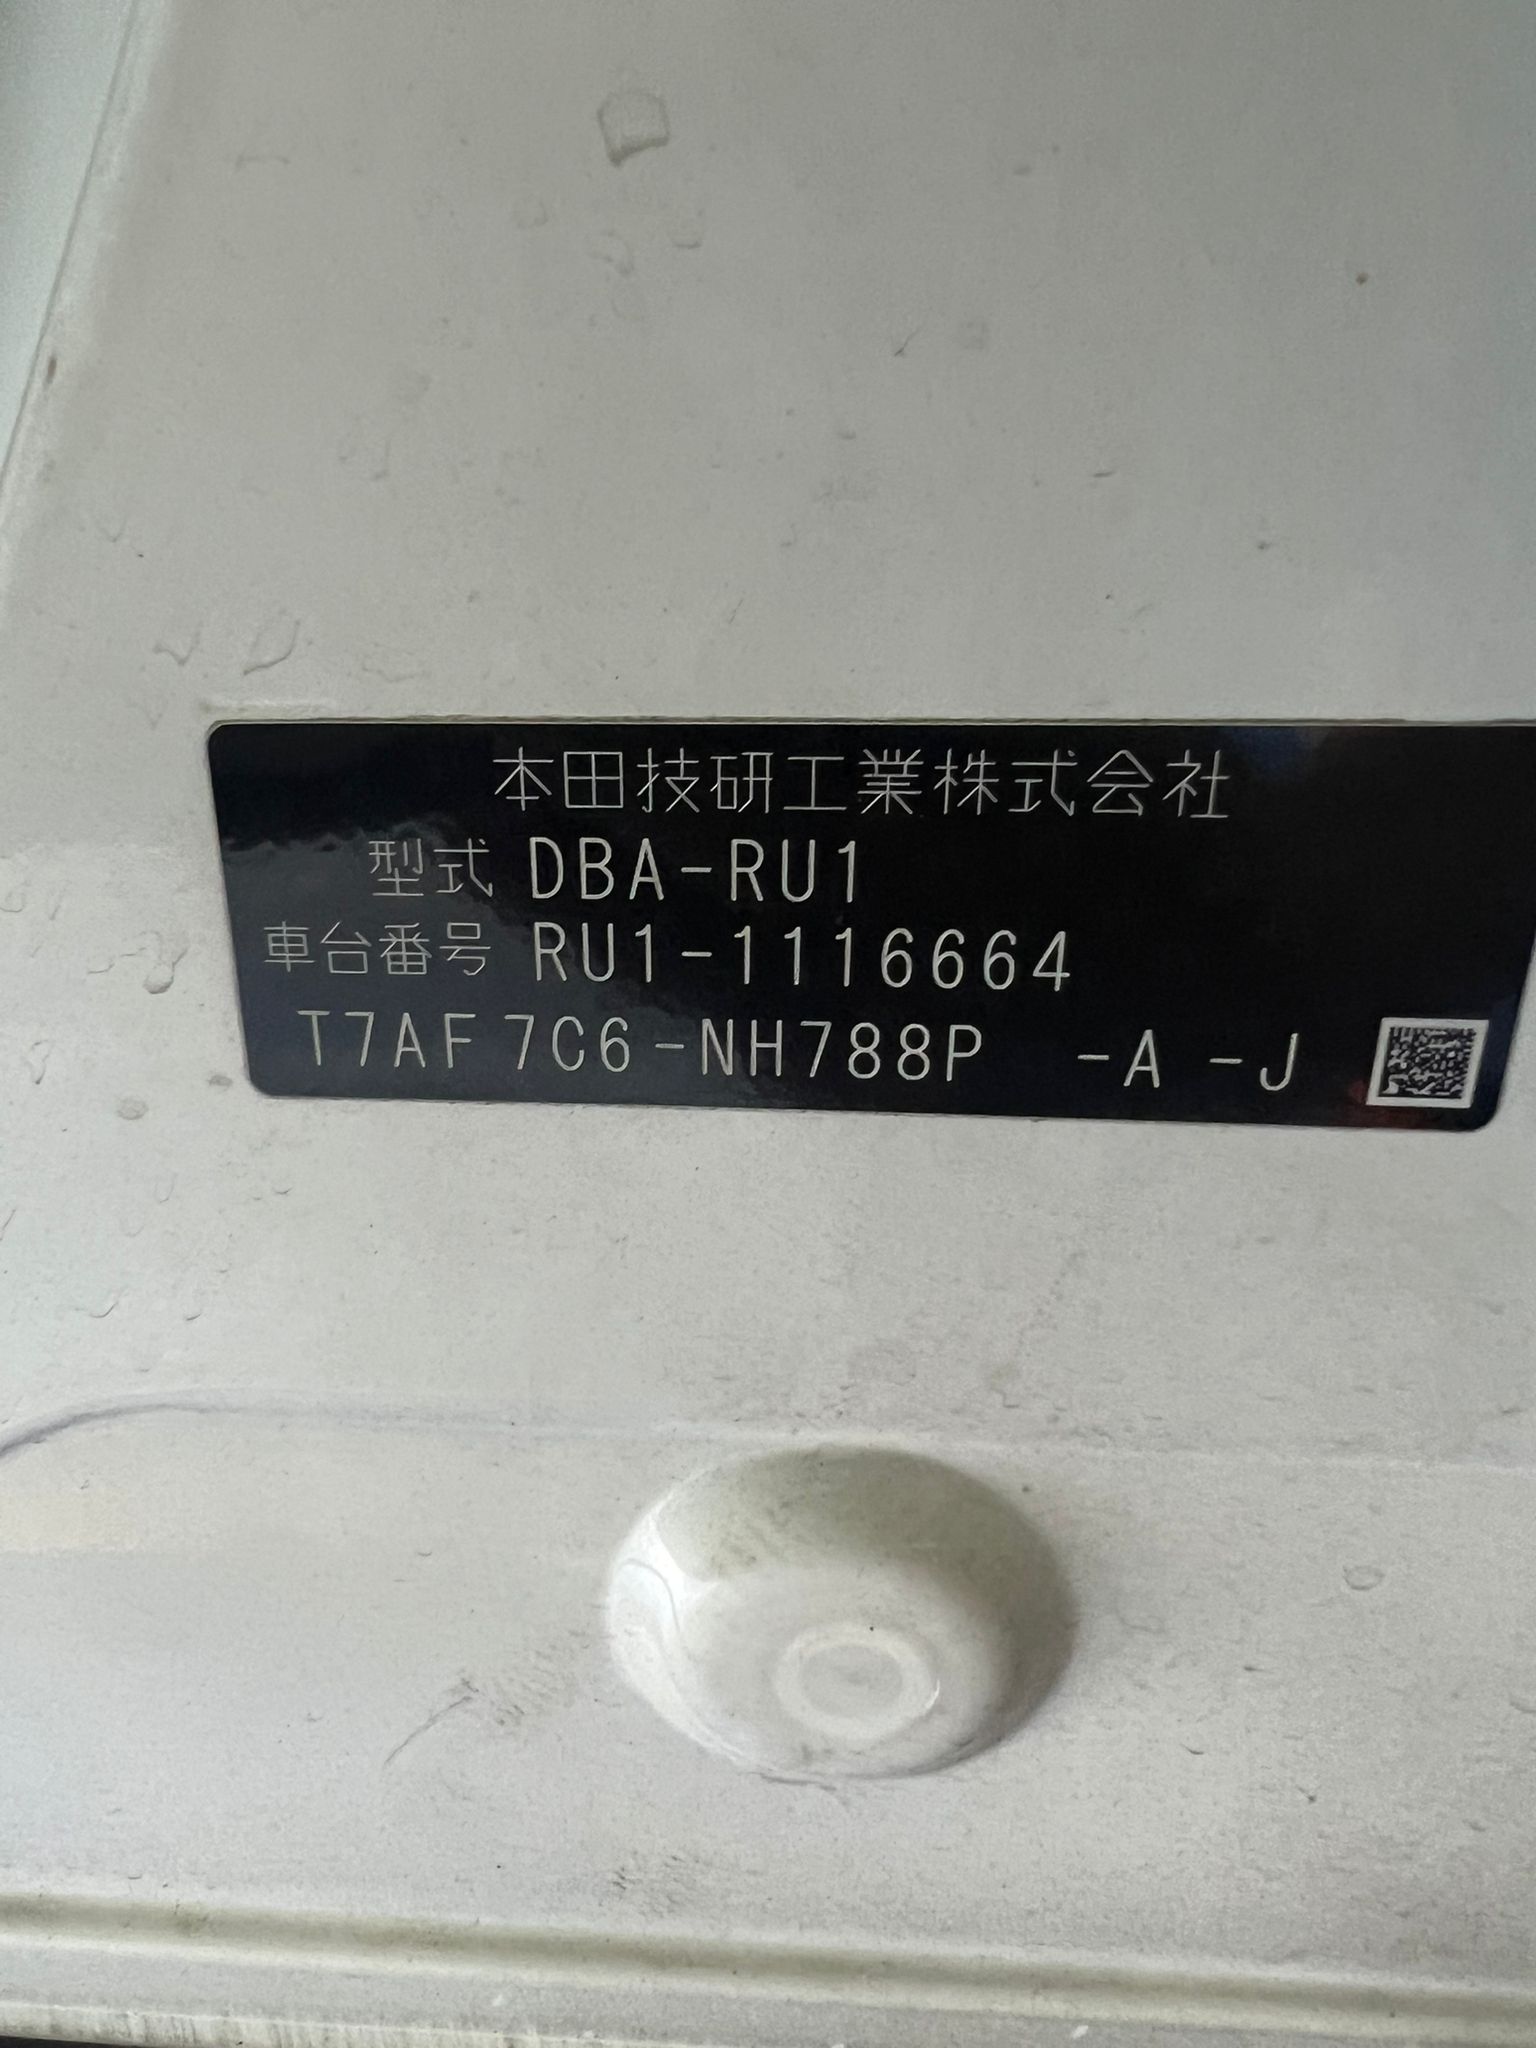 本田技研工業株式会社
型式 DBA-RU1
車台番号 RU1-1116664
T7AF7C6-NH788P -A -J